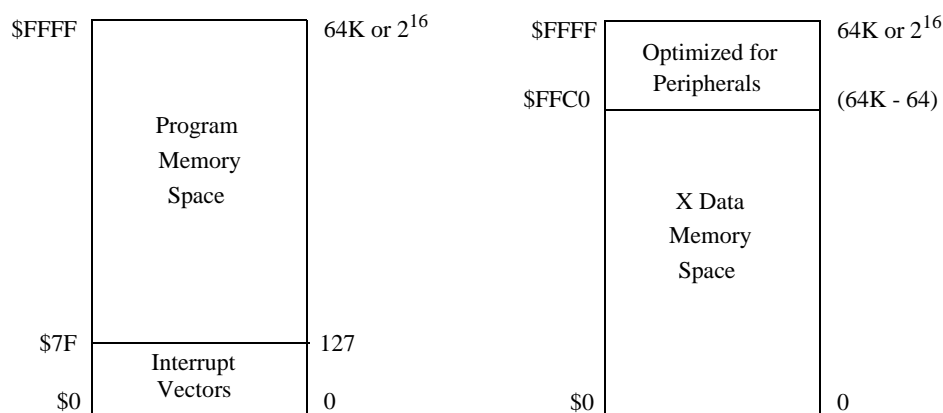 $FFFF
64K or 2^16
Program
Memory
Space
$7F
127
Interrupt
Vectors
$0
0
$FFFF
64K or 2^16
Optimized for
Peripherals
$FFC0
(64K - 64)
X Data
Memory
Space
$0
0